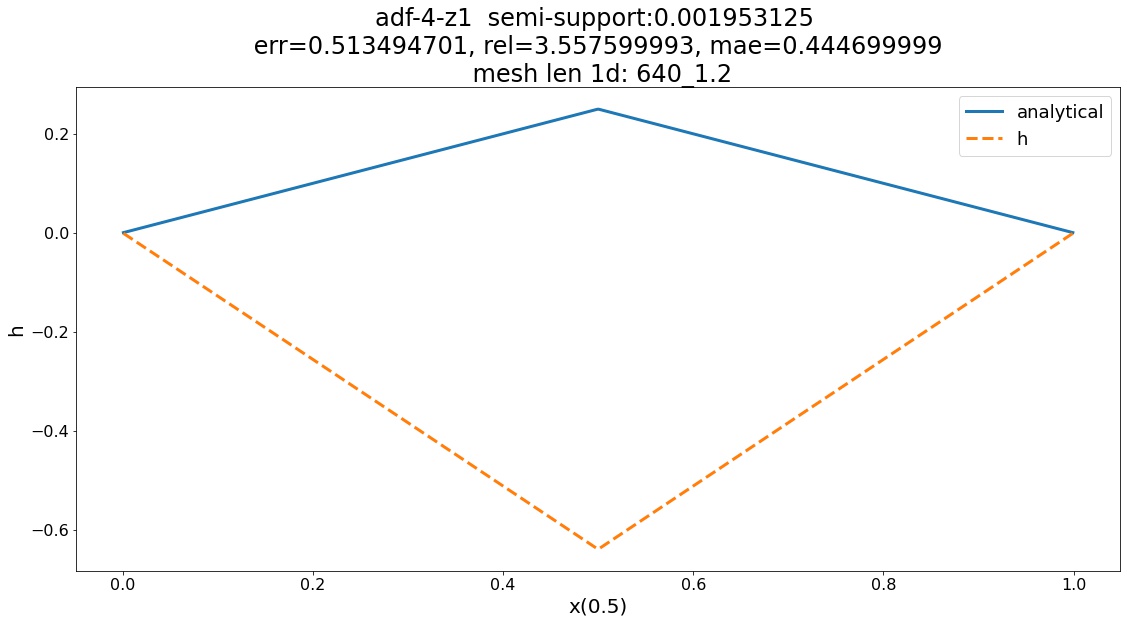 adf-4-z1  semi-support:0.001953125
err=0.513494701, rel=3.557599993, mae=0.444699999
mesh len 1d: 640_1.2
analytical
h
0.2
0.0
−0.2
−0.4
−0.6
h
0.0
0.2
0.4
0.6
0.8
1.0
x(0.5)